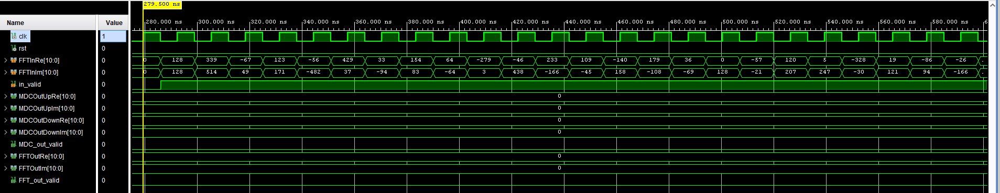 279.500 ns
Name Value
280.000 ns 300.000 ns 320.000 ns 340.000 ns 360.000 ns 380.000 ns 400.000 ns 420.000 ns 440.000 ns 460.000 ns 480.000 ns 500.000 ns 520.000 ns 540.000 ns 560.000 ns 580.000 ns
clk 1
rst 0
FFTInRe[10:0] 0 0 128 339 -67 123 -56 429 33 154 64 -279 -46 233 109 -140 179 36 0 -57 120 5 -328 19 -86 -26
FFTInIm[10:0] 0 0 128 514 49 171 -482 37 -94 83 -64 3 438 -166 -45 158 -108 -69 128 -21 207 247 -30 121 94 -166
in_valid 0
MDCOutUpRe[10:0] 0 0
MDCOutUpIm[10:0] 0 0
MDCOutDownRe[10:0] 0 0
MDCOutDownIm[10:0] 0 0
MDC_out_valid 0
FFTOutRe[10:0] 0 0
FFTOutIm[10:0] 0 0
FFT_out_valid 0